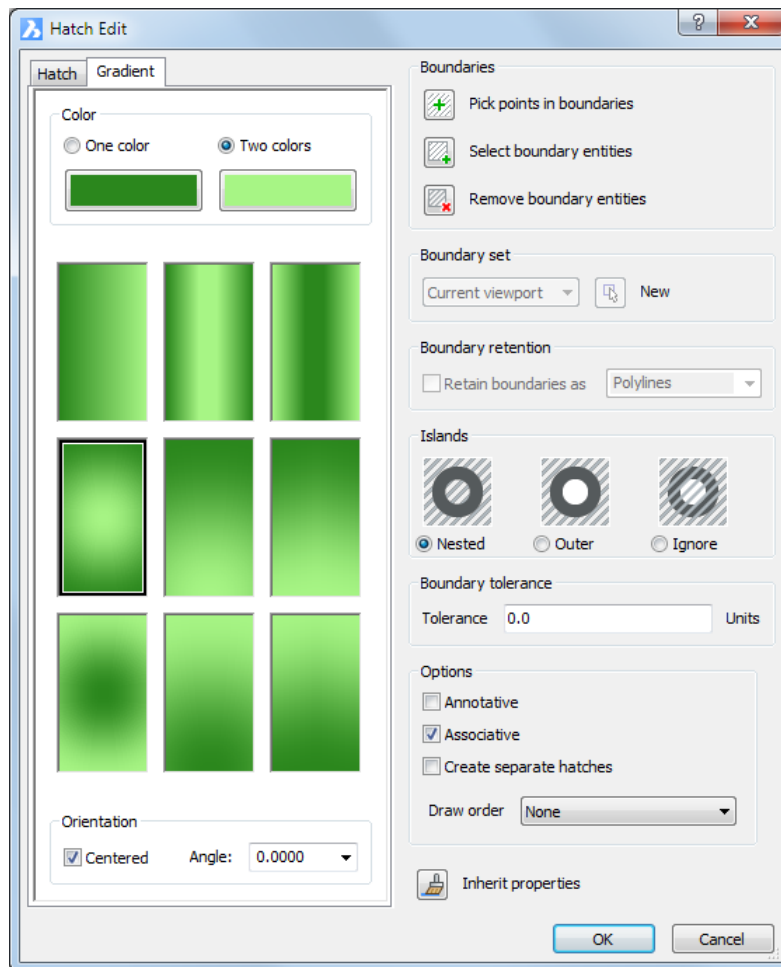 Hatch Edit
Hatch
Gradient
Color
One color
Two colors
Orientation
Centered
Angle:
0.0000
Boundaries
Pick points in boundaries
Select boundary entities
Remove boundary entities
Boundary set
Current viewport
New
Boundary retention
Retain boundaries as
Polylines
Islands
Nested
Outer
Ignore
Boundary tolerance
Tolerance
0.0
Units
Options
Annotative
Associative
Create separate hatches
Draw order
None
Inherit properties
OK
Cancel